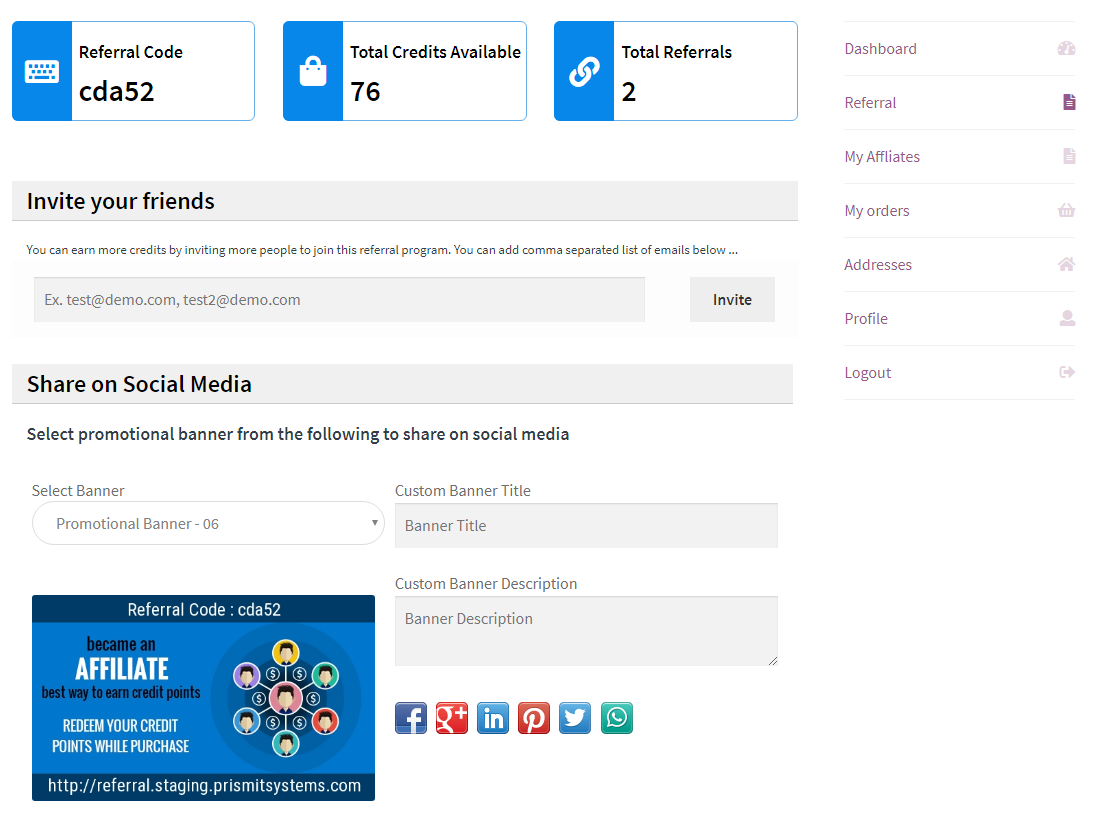 Referral Code
cda52
Total Credits Available
76
Total Referrals
2
Dashboard
Referral
My Affliates
My orders
Addresses
Profile
Logout
Invite your friends
You can earn more credits by inviting more people to join this referral program. You can add comma separated list of emails below ...
Ex. test@demo.com, test2@demo.com
Invite
Share on Social Media
Select promotional banner from the following to share on social media
Select Banner
Promotional Banner - 06
Custom Banner Title
Banner Title
Custom Banner Description
Banner Description
Referral Code : cda52
became an
AFFILIATE
best way to earn credit points
REDEEM YOUR CREDIT
POINTS WHILE PURCHASE
http://referral.staging.prismitsystems.com